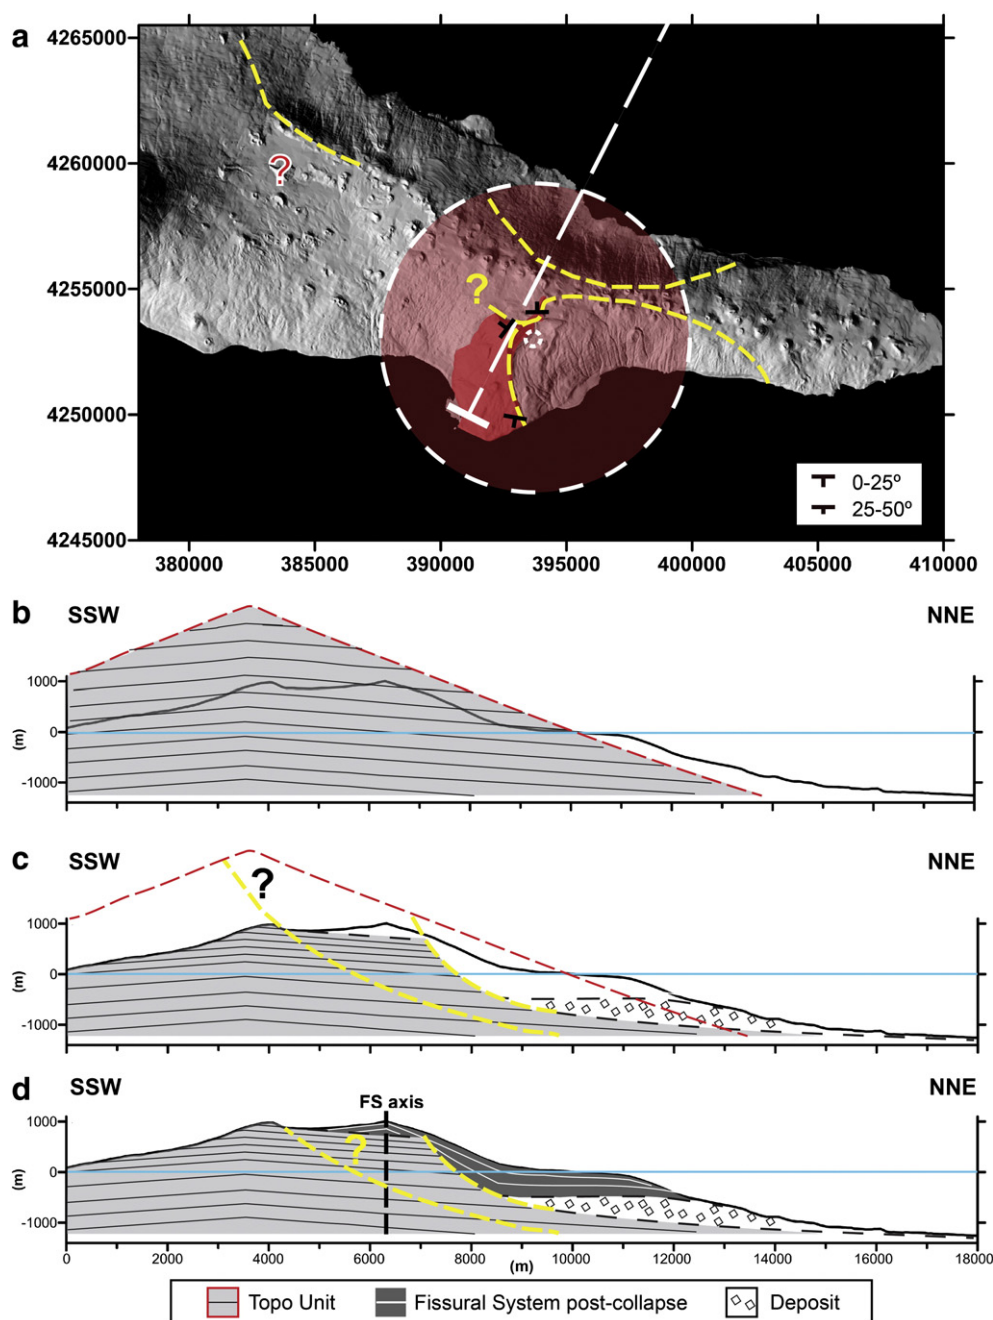 a
4265000
4260000
4255000
4250000
4245000
?
?
0-25º
25-50º
380000 385000 390000 395000 400000 405000 410000
b SSW NNE
1000
0
-1000
(m)
c SSW NNE
?
1000
0
-1000
(m)
d SSW NNE
FS axis
?
1000
0
-1000
(m)
0 2000 4000 6000 8000 10000 12000 14000 16000 18000
(m)
Topo Unit Fissural System post-collapse Deposit